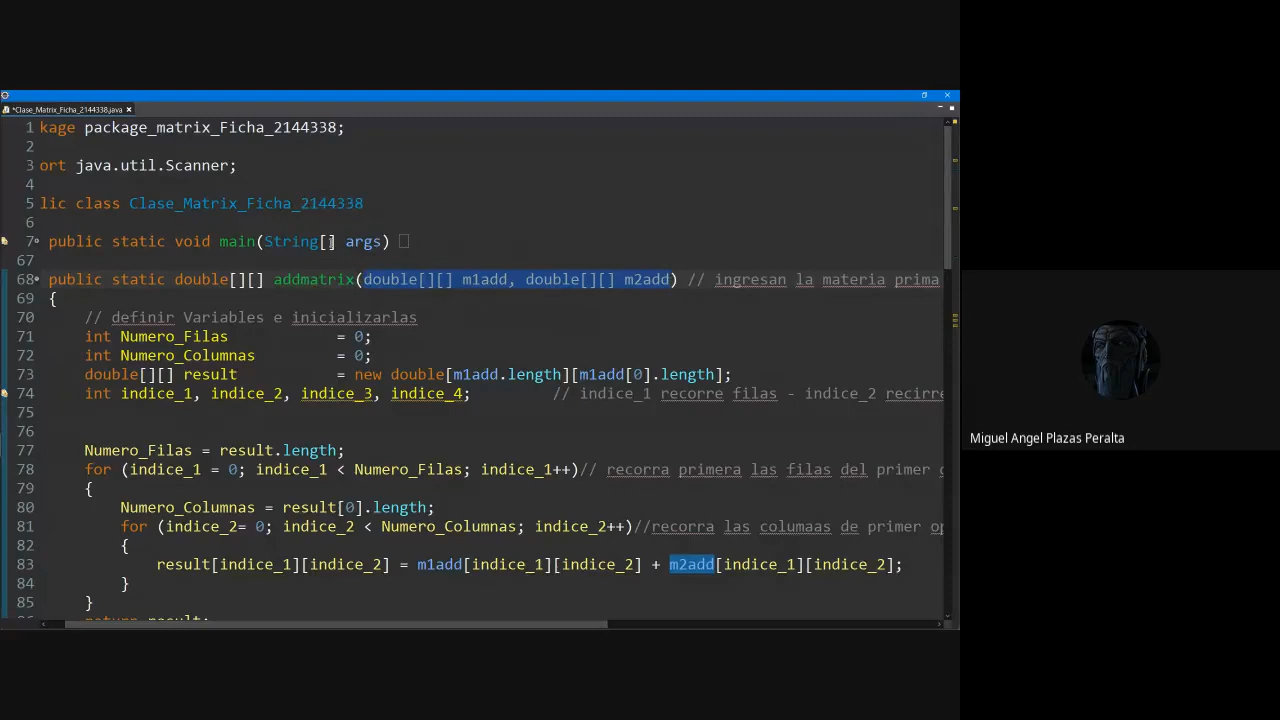 *Clase_Matrix_Ficha_2144338.java
1 kage package_matrix_Ficha_2144338;
2
3 ort java.util.Scanner;
4
5 lic class Clase_Matrix_Ficha_2144338
6
7 public static void main(String[] args)
67
68 public static double[][] addmatrix(double[][] m1add, double[][] m2add) // ingresan la materia prima
69 {
70 // definir Variables e inicializarlas
71 int Numero_Filas = 0;
72 int Numero_Columnas = 0;
73 double[][] result = new double[m1add.length][m1add[0].length];
74 int indice_1, indice_2, indice_3, indice_4; // indice_1 recorre filas - indice_2 recirre
75
76
77 Numero_Filas = result.length;
78 for (indice_1 = 0; indice_1 < Numero_Filas; indice_1++)// recorra primera las filas del primer
79 {
80 Numero_Columnas = result[0].length;
81 for (indice_2= 0; indice_2 < Numero_Columnas; indice_2++)//recorra las columaas de primer op
82 {
83 result[indice_1][indice_2] = m1add[indice_1][indice_2] + m2add[indice_1][indice_2];
84 }
85 }
return result;
Miguel Angel Plazas Peralta